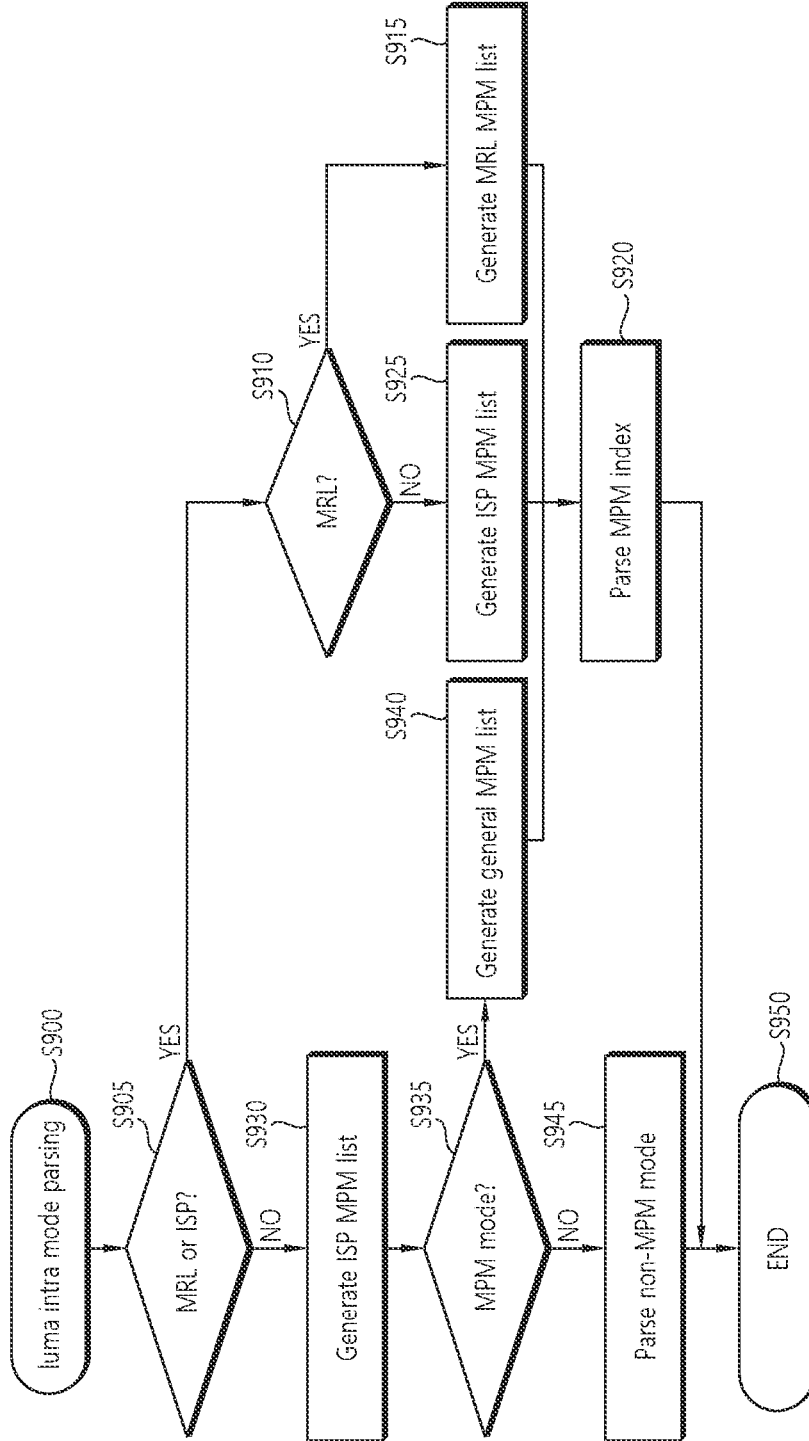 luma intra mode parsing
S900
MRL or ISP?
S905
YES
NO
MRL?
S910
YES
NO
Generate MRL MPM list
S915
Generate ISP MPM list
S925
Generate ISP MPM list
S930
MPM mode?
S935
YES
NO
Generate general MPM list
S940
Parse MPM index
S920
Parse non-MPM mode
S945
END
S950